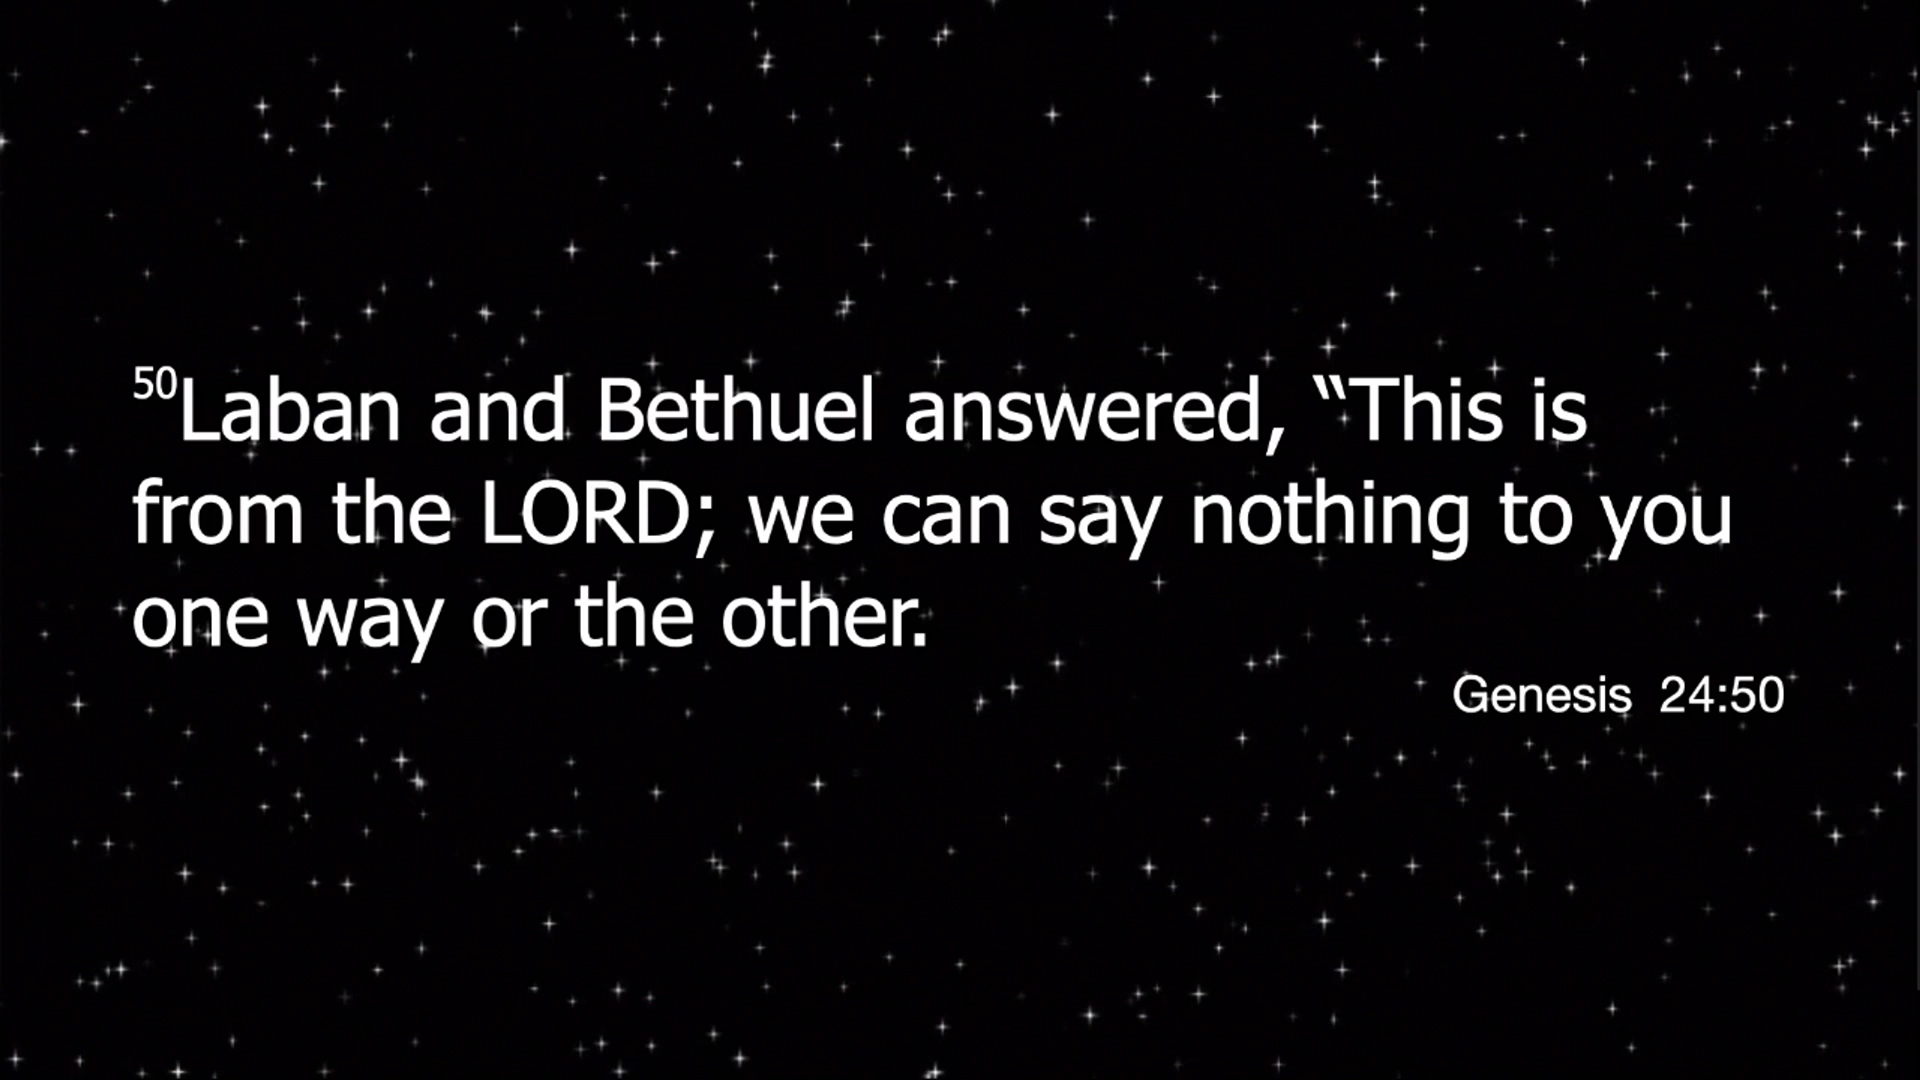 50Laban and Bethuel answered, “This is
from the LORD; we can say nothing to you
one way or the other.
Genesis 24:50